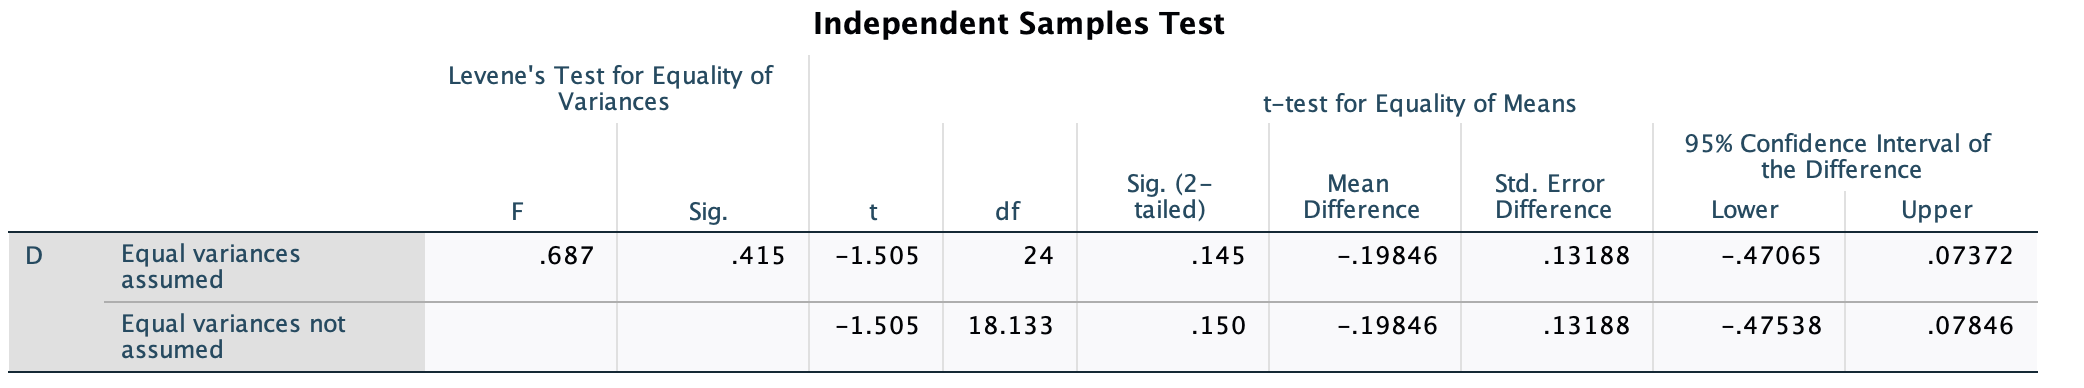 Independent Samples Test
Levene's Test for Equality of
Variances
t-test for Equality of Means
95% Confidence Interval of
the Difference
F
Sig.
t
df
Sig. (2-
tailed)
Mean
Difference
Std. Error
Difference
Lower
Upper
D Equal variances
assumed
.687 .415 -1.505 24 .145 -.19846 .13188 -.47065 .07372
Equal variances not
assumed
-1.505 18.133 .150 -.19846 .13188 -.47538 .07846